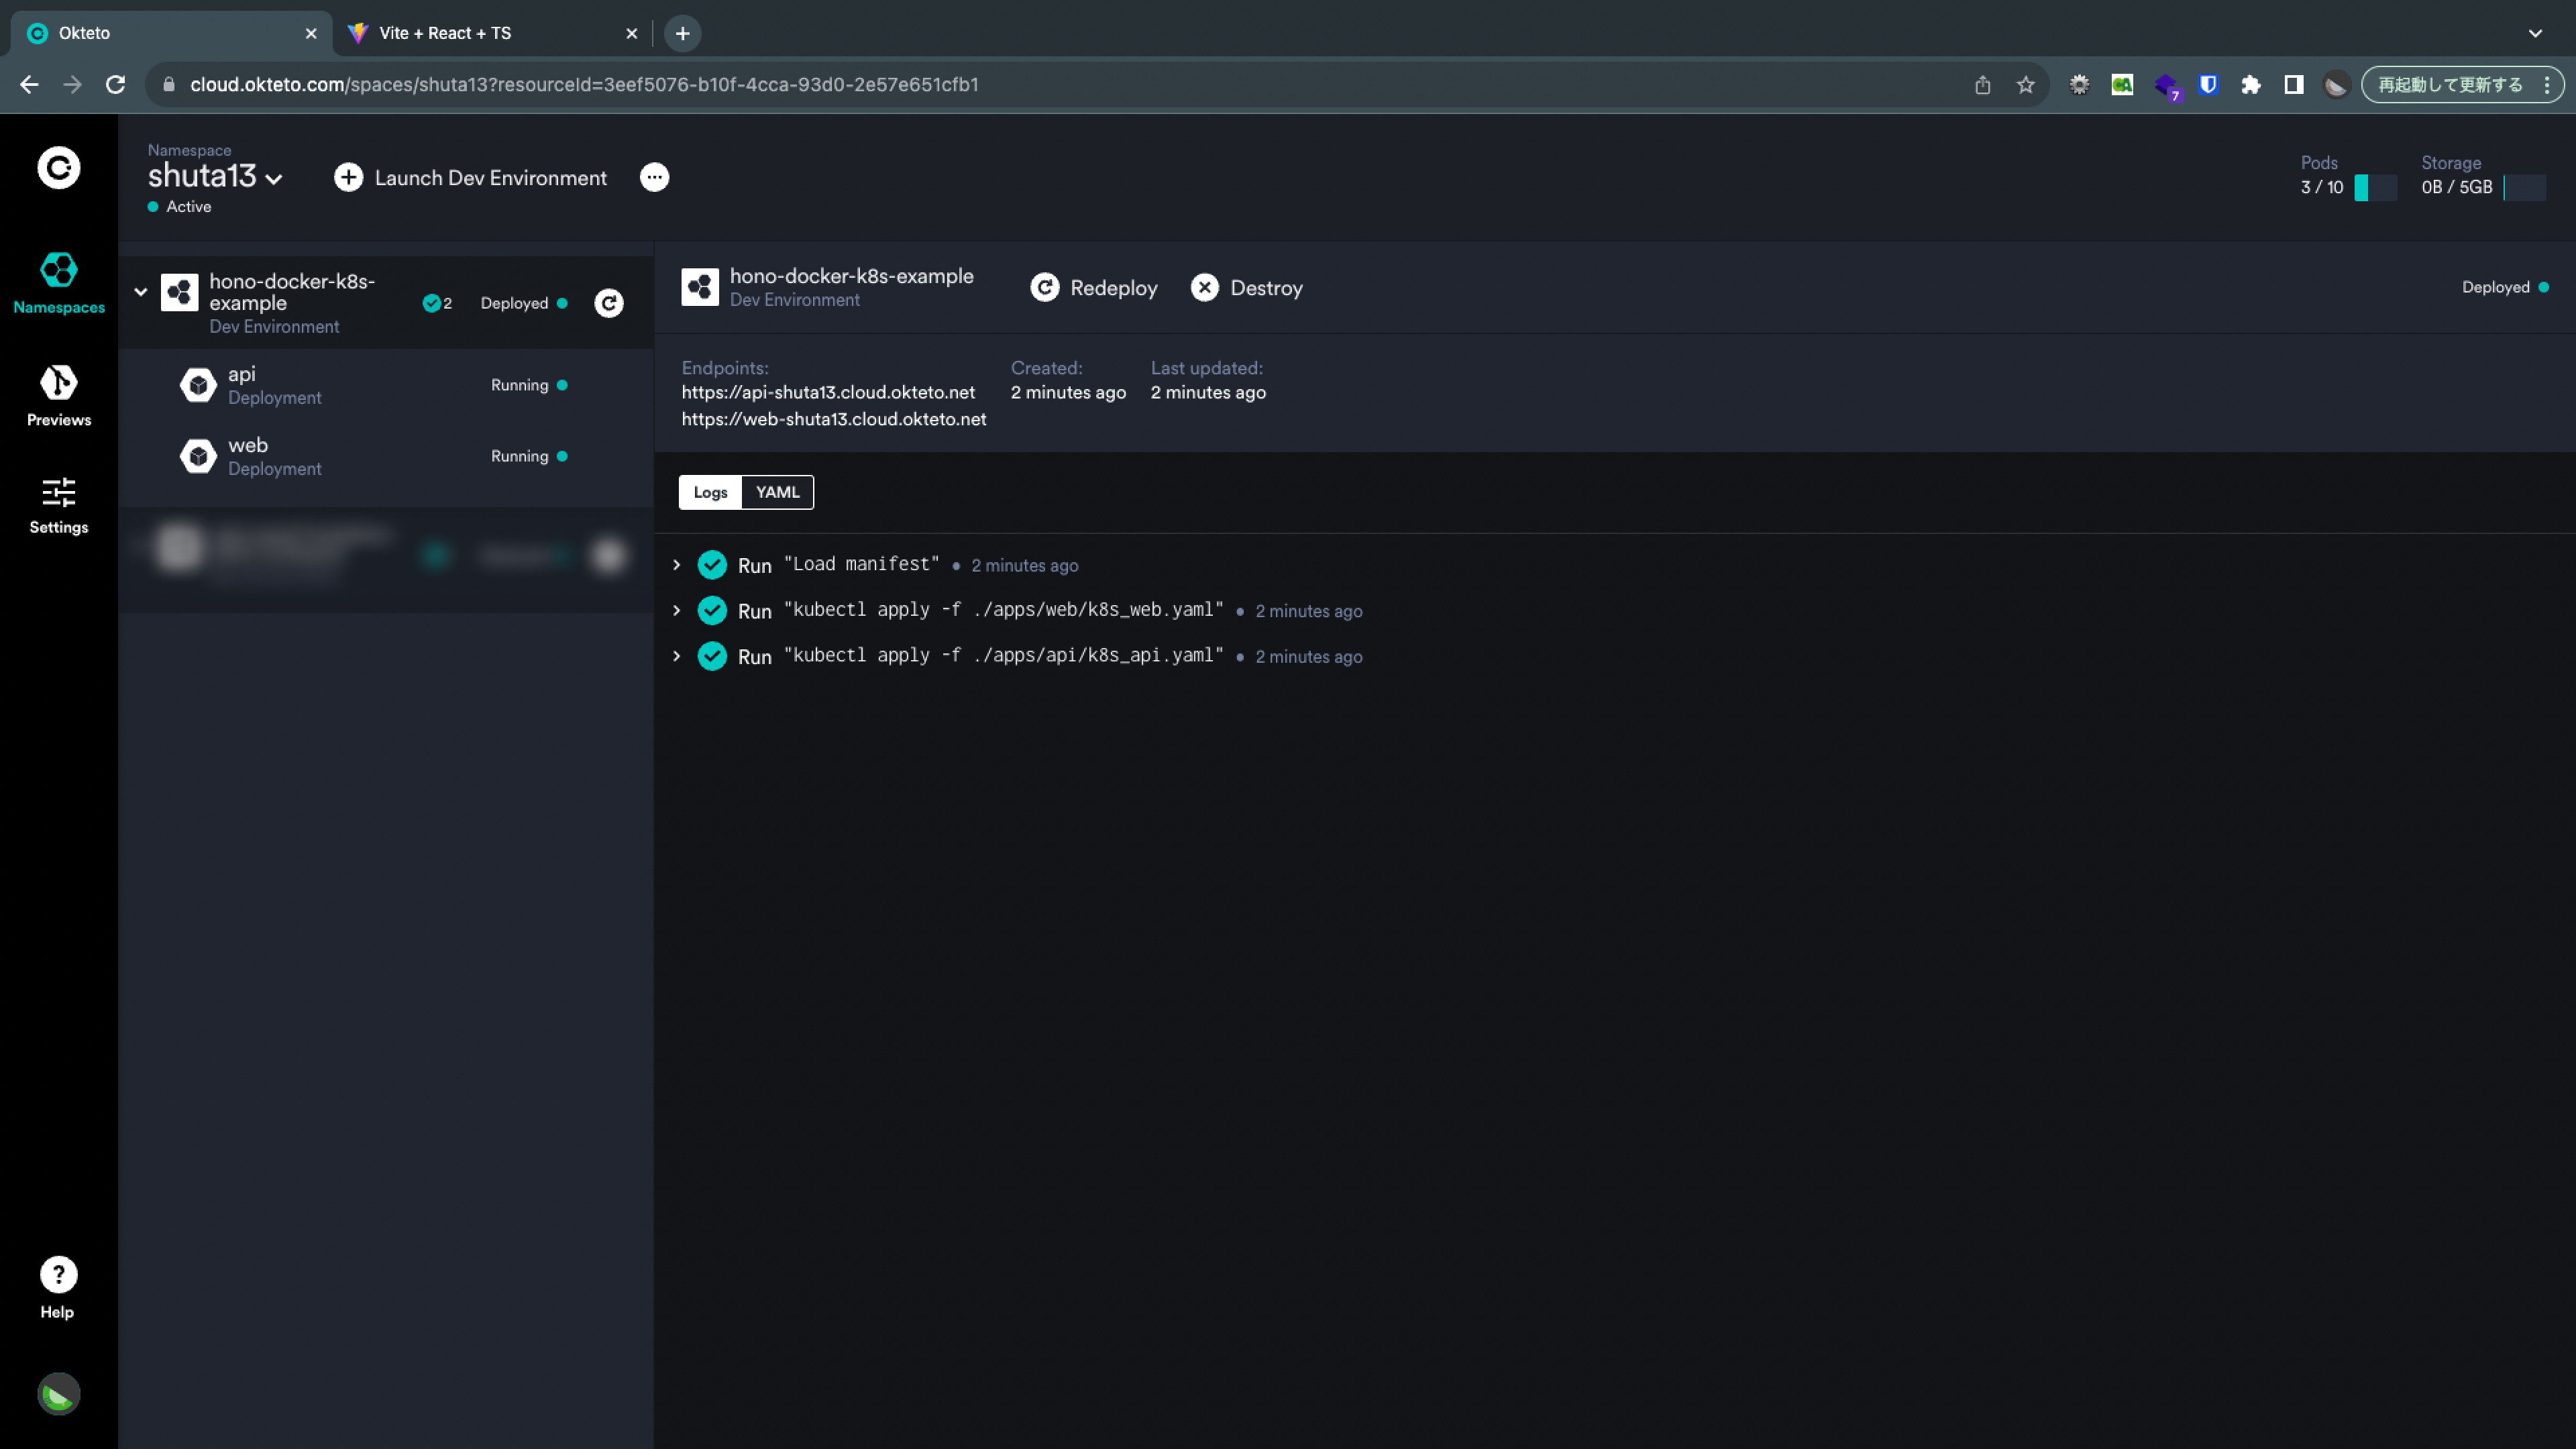 Okteto
Vite + React + TS
cloud.okteto.com/spaces/shuta13?resourceId=3eef5076-b10f-4cca-93d0-2e57e651cfb1
CA
7
再起動して更新する
Namespace
shuta13
Active
Launch Dev Environment
Pods
3 / 10
Storage
0B / 5GB
Namespaces
Previews
Settings
Help
hono-docker-k8s-
example
Dev Environment
2
Deployed
api
Deployment
Running
web
Deployment
Running
hono-docker-k8s-example
Dev Environment
Redeploy
Destroy
Deployed
Endpoints:
https://api-shuta13.cloud.okteto.net
https://web-shuta13.cloud.okteto.net
Created:
2 minutes ago
Last updated:
2 minutes ago
Logs
YAML
Run "Load manifest" • 2 minutes ago
Run "kubectl apply -f ./apps/web/k8s_web.yaml" • 2 minutes ago
Run "kubectl apply -f ./apps/api/k8s_api.yaml" • 2 minutes ago